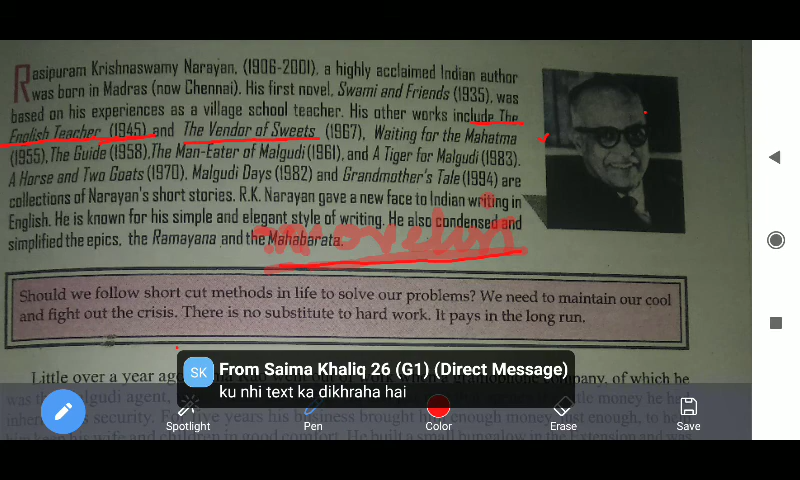 Rasipuram Krishnaswamy Narayan, (1906-2001), a highly acclaimed Indian author
was born in Madras (now Chennai). His first novel, Swami and Friends (1935), was
based on his experiences as a village school teacher. His other works include The
English Teacher (1945) and The Vendor of Sweets (1967), Waiting for the Mahatma
(1955), The Guide (1958), The Man-Eater of Malgudi (1961), and A Tiger for Malgudi (1983).
A Horse and Two Goats (1970), Malgudi Days (1982) and Grandmother's Tale (1994) are
collections of Narayan's short stories. R.K. Narayan gave a new face to Indian writing in
English. He is known for his simple and elegant style of writing. He also condensed and
simplified the epics, the Ramayana and the Mahabarata.
Should we follow short cut methods in life to solve our problems? We need to maintain our cool
and fight out the crisis. There is no substitute to hard work. It pays in the long run.
Little over a year ago
of which he
SK From Saima Khaliq 26 (G1) (Direct Message)
ku nhi text ka dikhraha hai
Spotlight Pen Color Erase Save